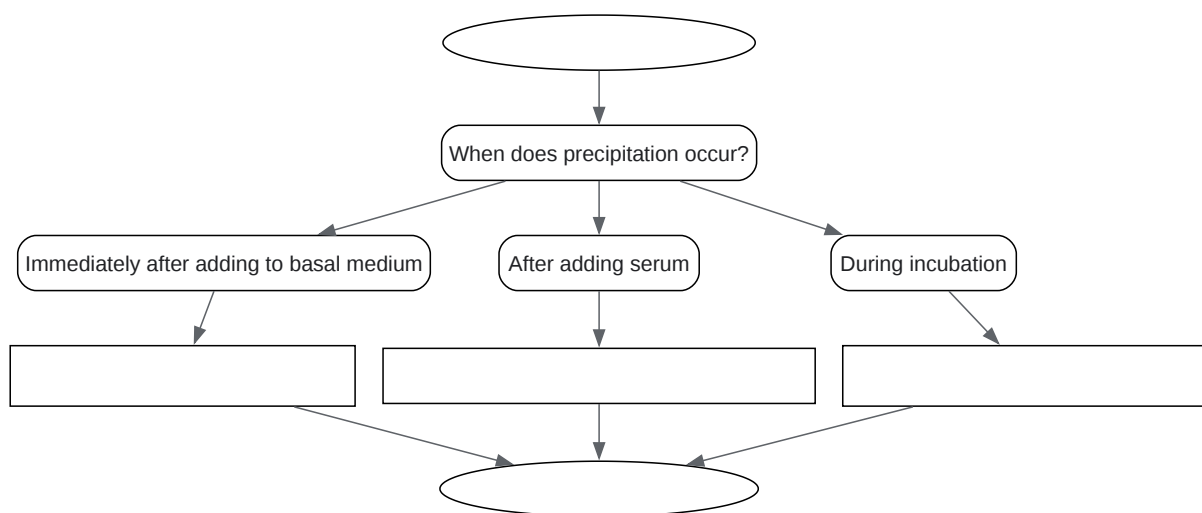 When does precipitation occur?
Immediately after adding to basal medium
After adding serum
During incubation